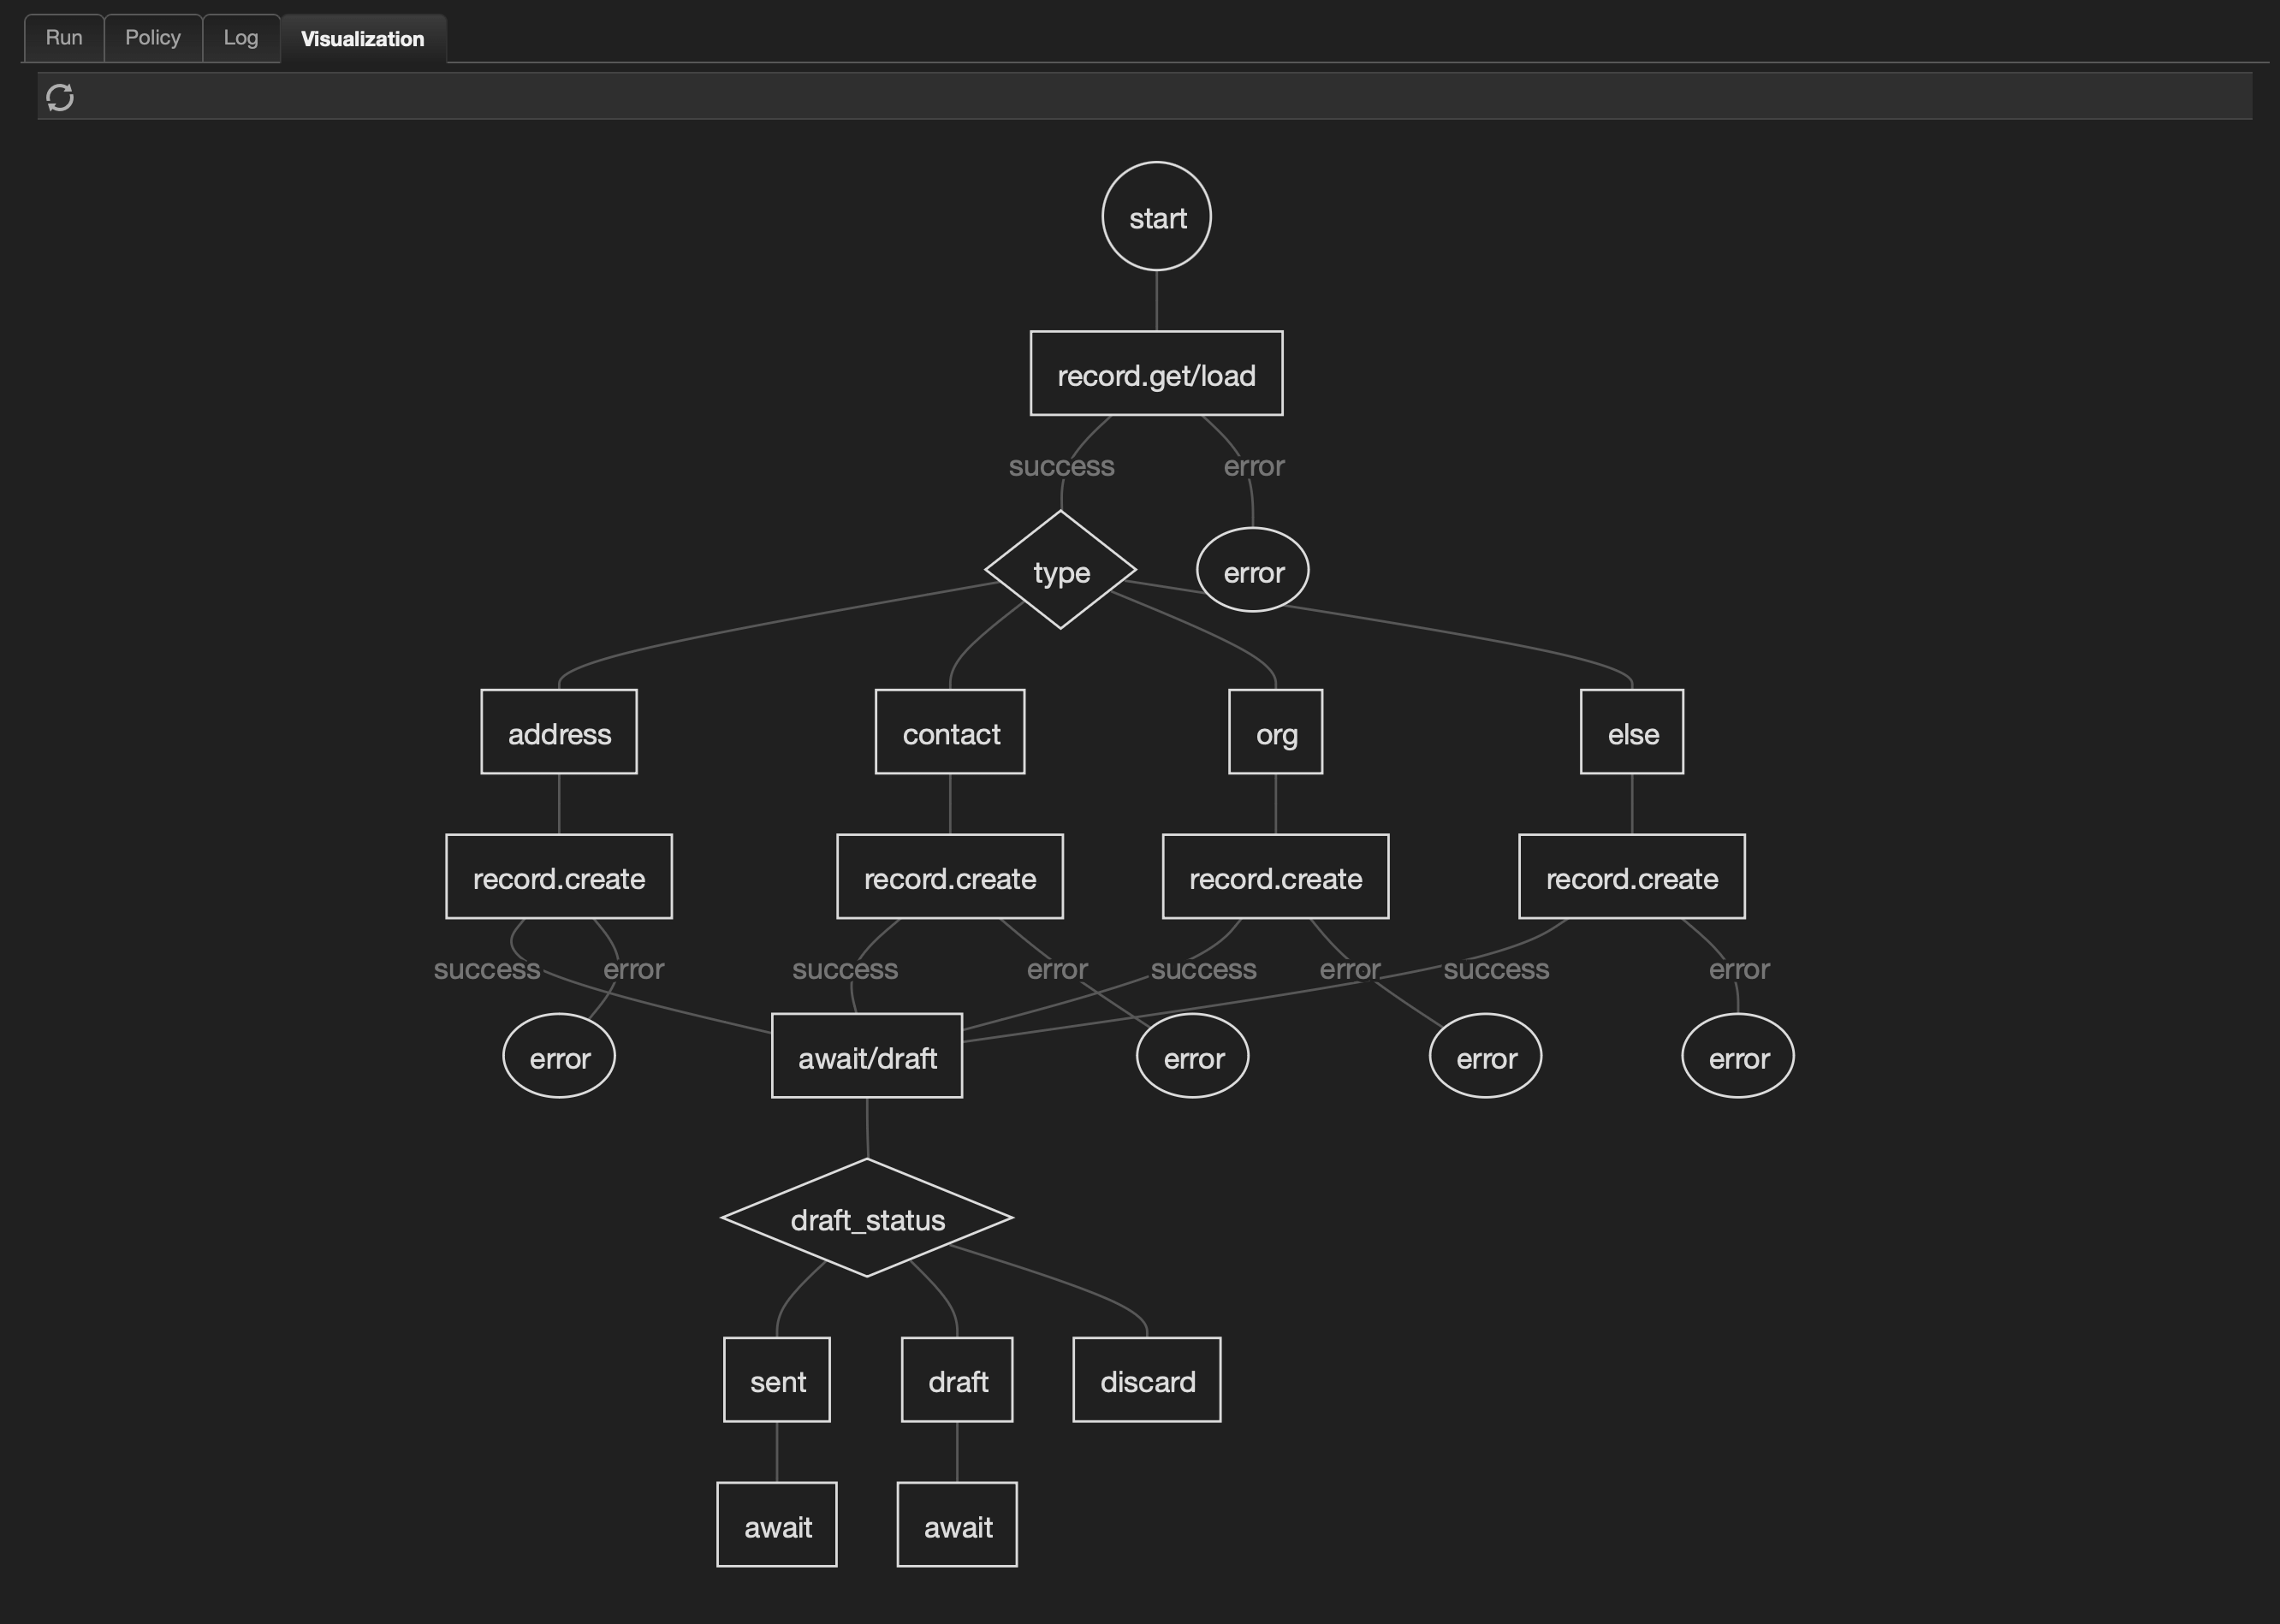 Run
Policy
Log
Visualization
start
record.get/load
success
error
type
error
address
contact
org
else
record.create
record.create
record.create
record.create
success
error
success
error
success
error
success
error
error
await/draft
error
error
error
draft_status
sent
draft
discard
await
await